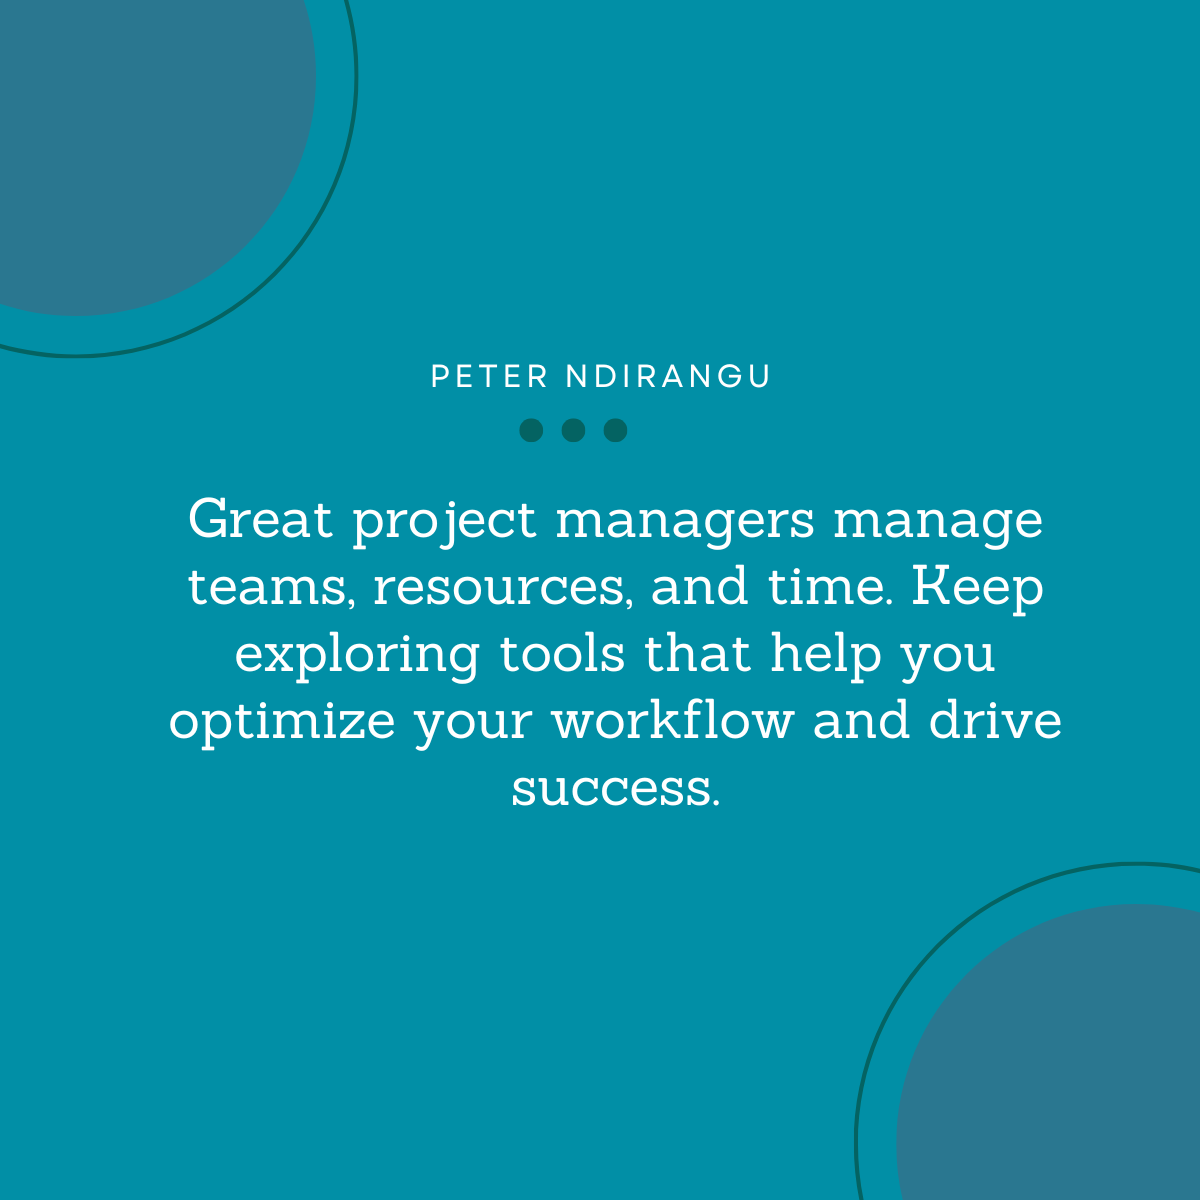 PETER NDIRANGU
Great project managers manage
teams, resources, and time. Keep
exploring tools that help you
optimize your workflow and drive
success.